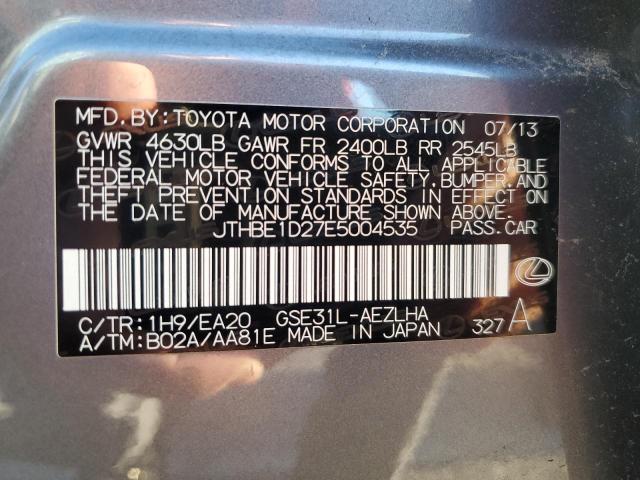 MFD.BY:TOYOTA MOTOR CORPORATION 07/13
GVWR 4630LB GAWR FR 2400LB RR 2545LB
THIS VEHICLE CONFORMS TO ALL APPLICABLE
FEDERAL MOTOR VEHICLE SAFETY,BUMPER,AND
THEFT PREVENTION STANDARDS IN EFFECT ON
THE DATE OF MANUFACTURE SHOWN ABOVE.
JTHBE1D27E5004535 PASS.CAR
C/TR:1H9/EA20 GSE31L-AEZLHA
A/TM:B02A/AA81E MADE IN JAPAN 327 A